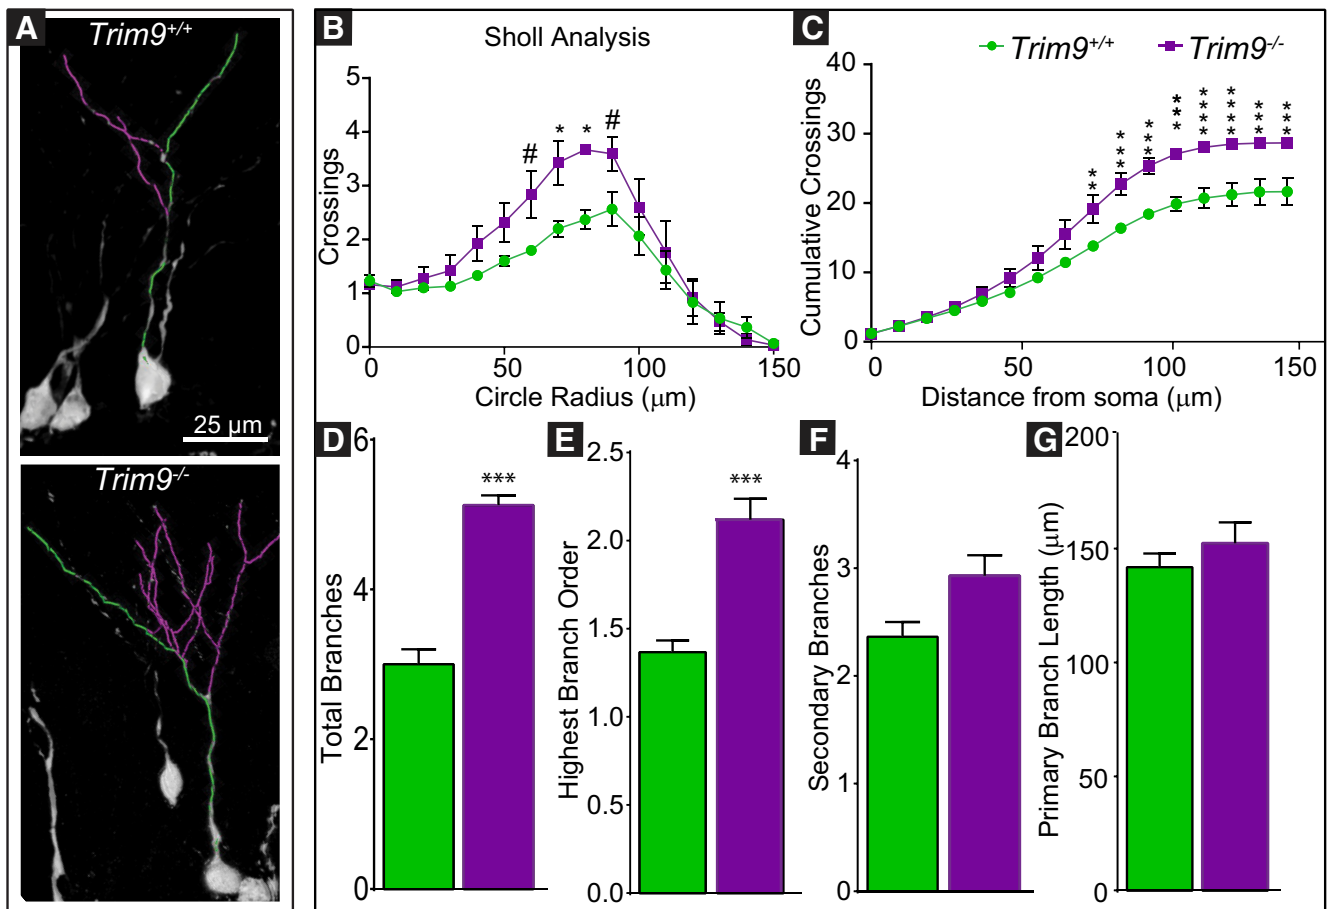 A
Trim9+/+
25 µm
Trim9-/-
B
Sholl Analysis
Crossings
5
4
3
2
1
0
#
*
*
#
0
50
100
150
Circle Radius (µm)
C
Trim9+/+
Trim9-/-
Cumulative Crossings
40
30
20
10
0
**
***
***
***
****
****
***
***
0
50
100
150
Distance from soma (µm)
D
Total Branches
6
4
2
0
***
E
Highest Branch Order
2.5
2.0
1.5
1.0
0.5
0.0
***
F
Secondary Branches
4
3
2
1
0
G
Primary Branch Length (µm)
200
150
100
50
0